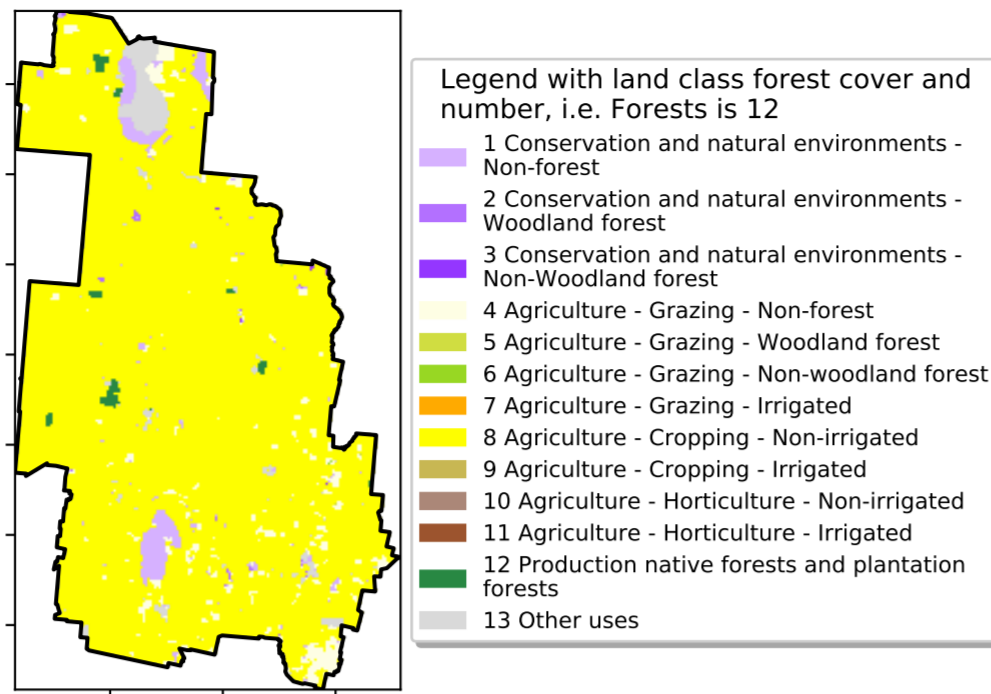 Legend with land class forest cover and
number, i.e. Forests is 12
1 Conservation and natural environments -
Non-forest
2 Conservation and natural environments -
Woodland forest
3 Conservation and natural environments -
Non-Woodland forest
4 Agriculture - Grazing - Non-forest
5 Agriculture - Grazing - Woodland forest
6 Agriculture - Grazing - Non-woodland forest
7 Agriculture - Grazing - Irrigated
8 Agriculture - Cropping - Non-irrigated
9 Agriculture - Cropping - Irrigated
10 Agriculture - Horticulture - Non-irrigated
11 Agriculture - Horticulture - Irrigated
12 Production native forests and plantation
forests
13 Other uses